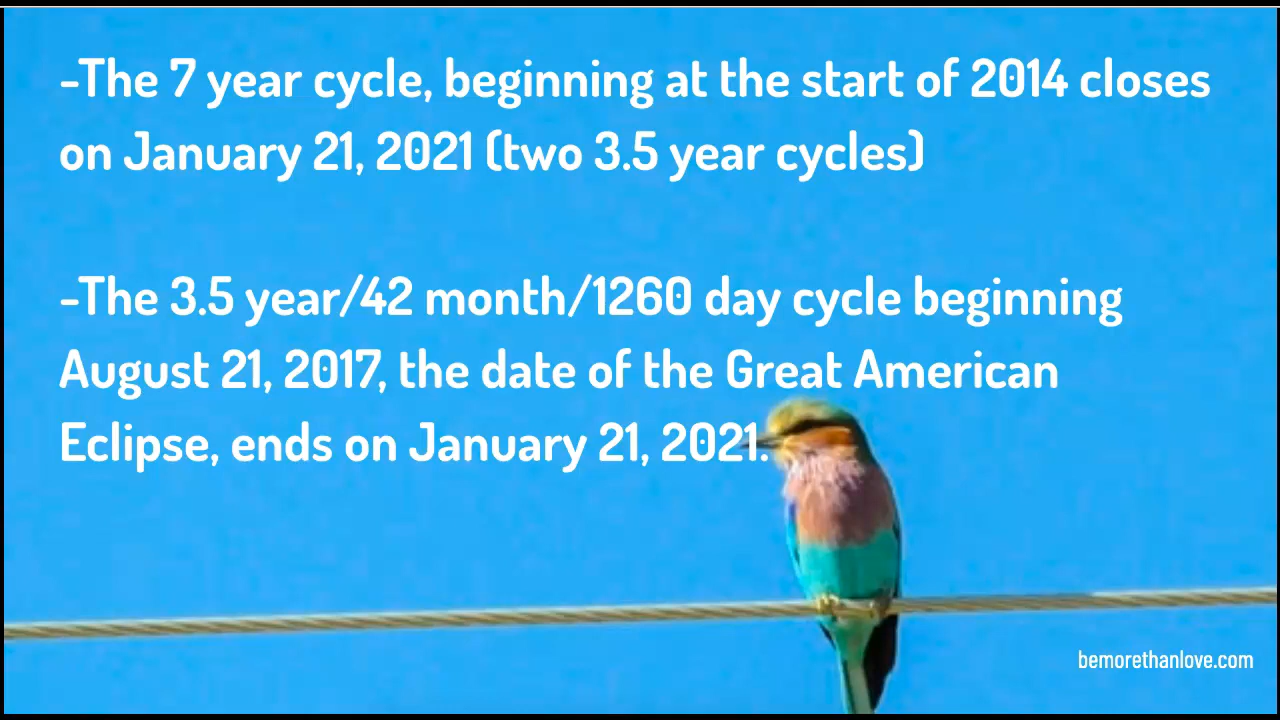 -The 7 year cycle, beginning at the start of 2014 closes
on January 21, 2021 (two 3.5 year cycles)
-The 3.5 year/42 month/1260 day cycle beginning
August 21, 2017, the date of the Great American
Eclipse, ends on January 21, 2021.
bemorethanlove.com